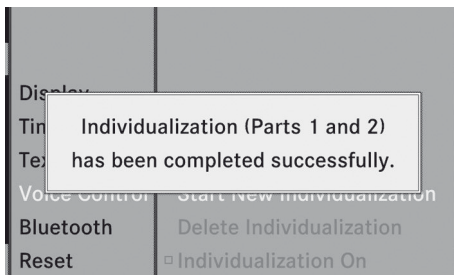 Display
Individualization (Parts 1 and 2)
has been completed successfully.
Voice Control
Start New Individualization
Bluetooth
Delete Individualization
Reset
Individualization On